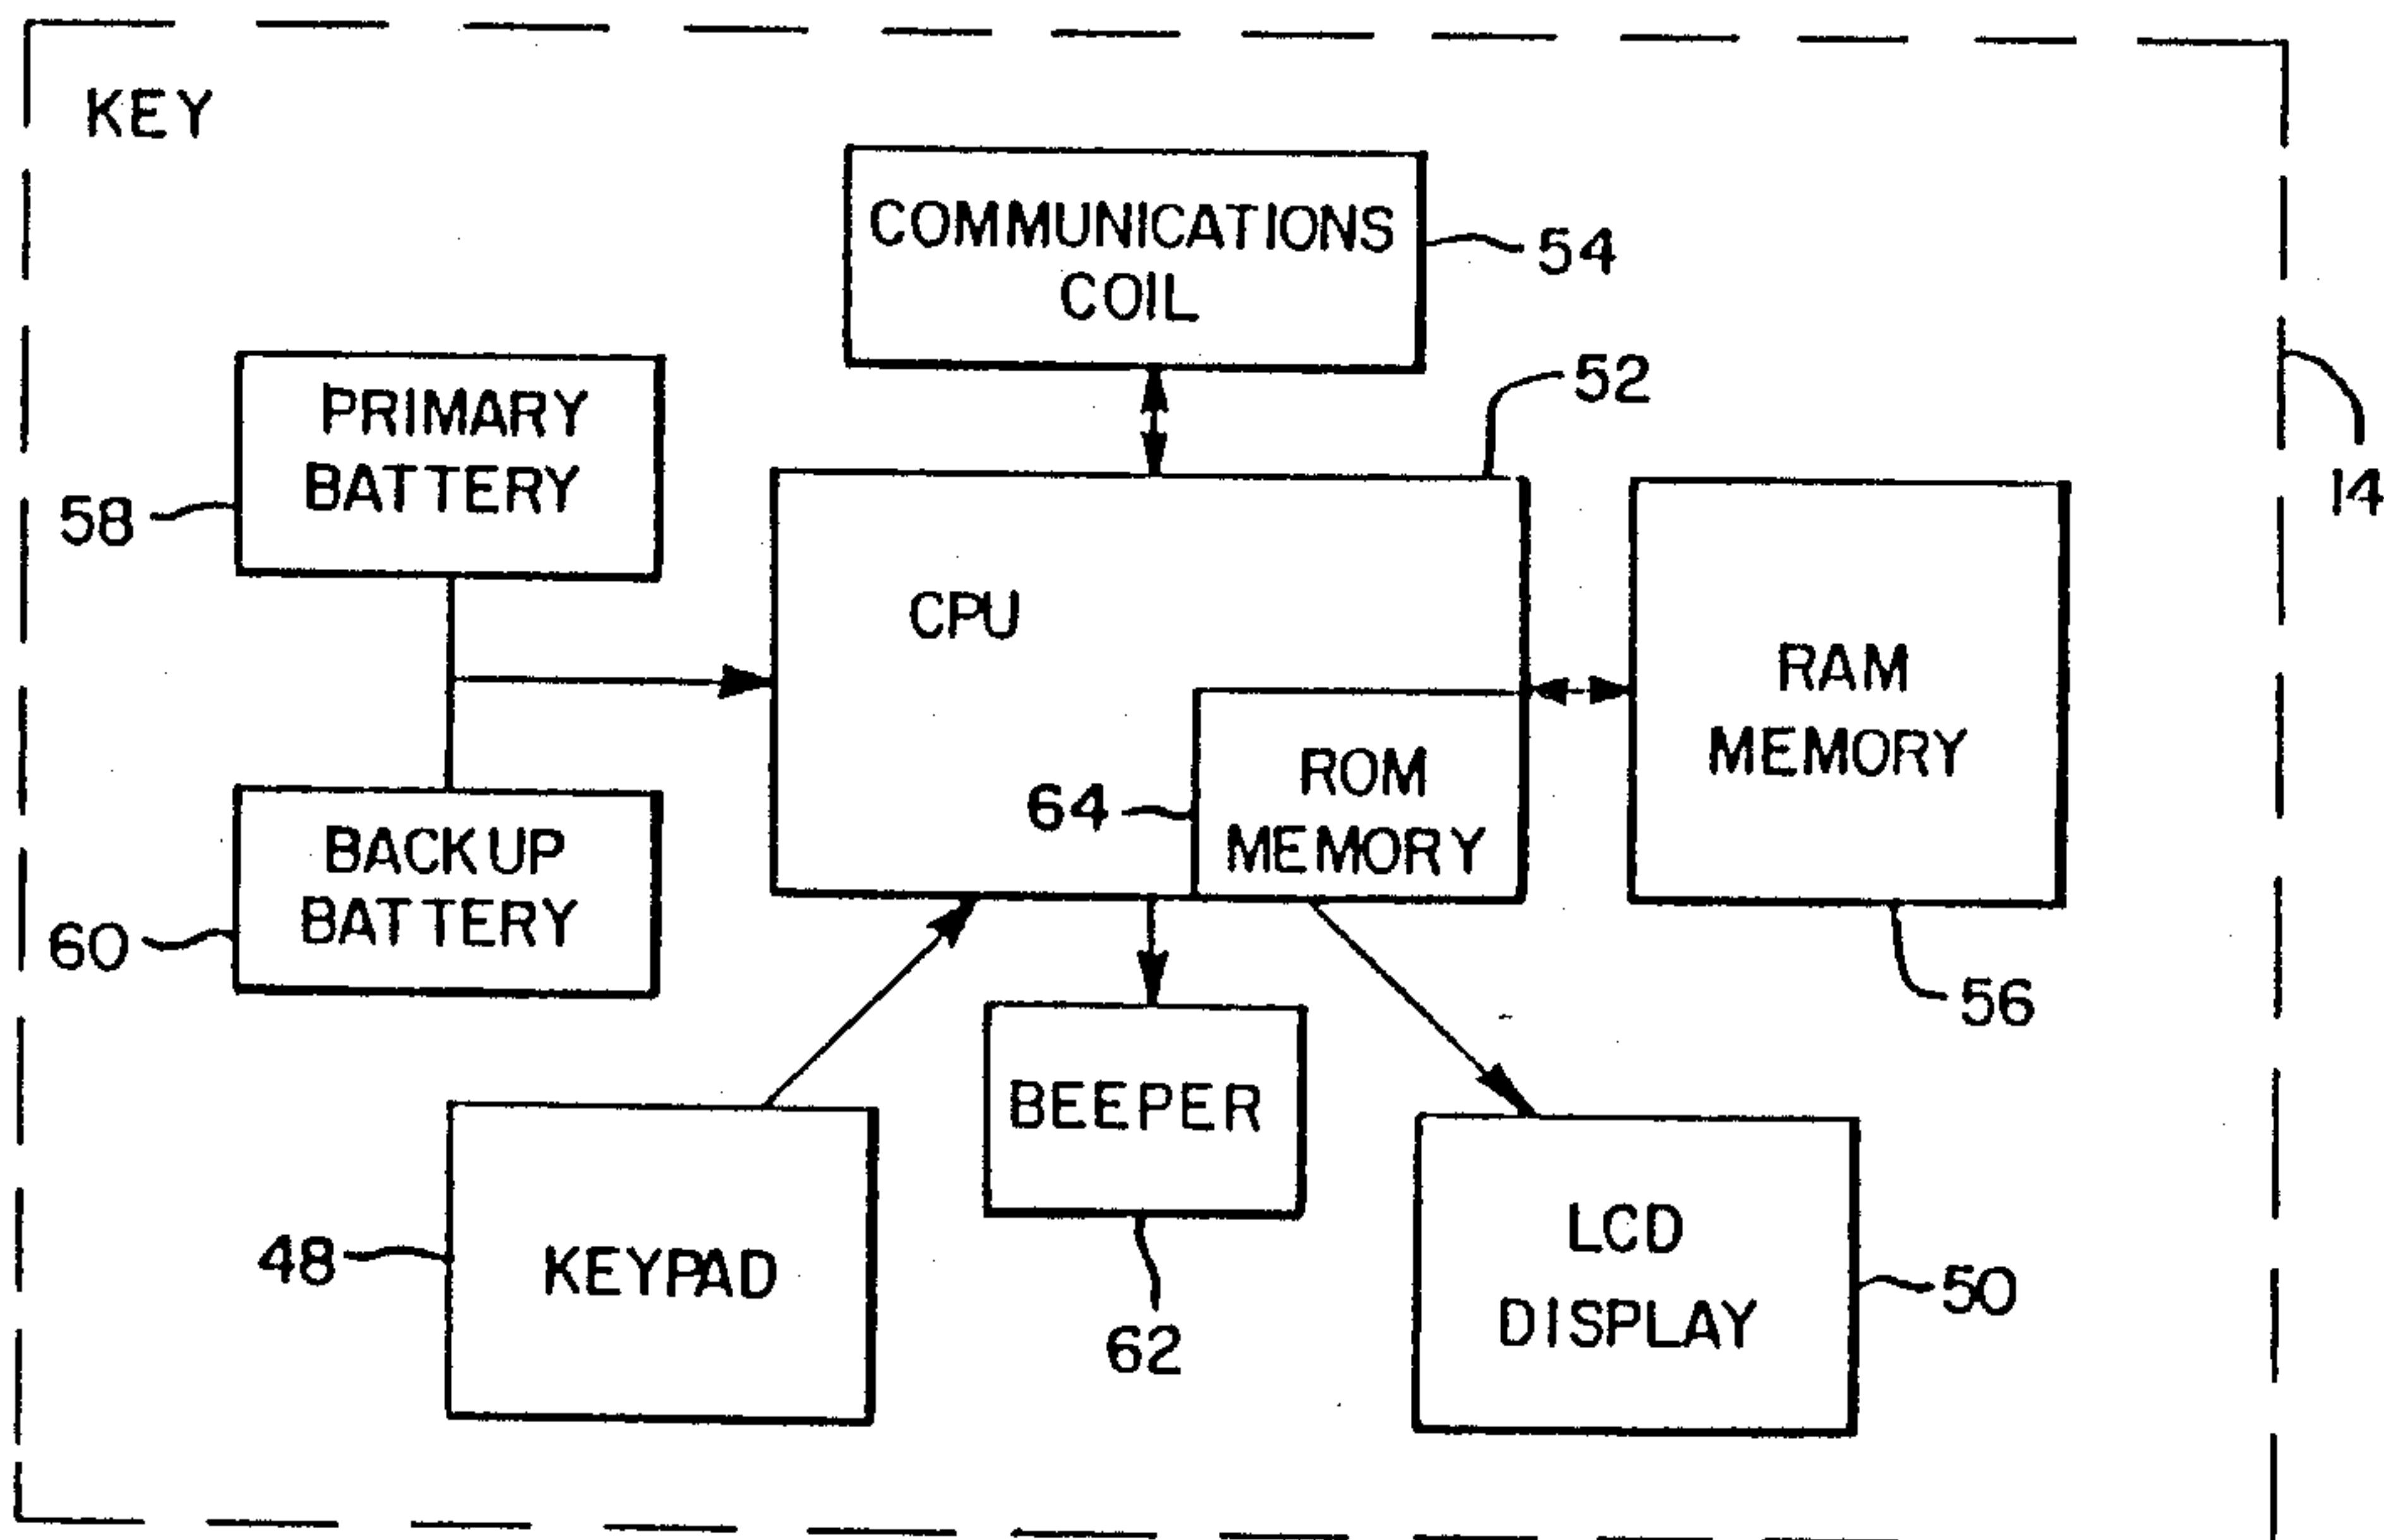 KEY
COMMUNICATIONS
COIL
54
52
PRIMARY
BATTERY
58
14
CPU
RAM
MEMORY
ROM
MEMORY
64
BACKUP
BATTERY
60
56
BEEPER
62
KEYPAD
48
LCD
DISPLAY
50